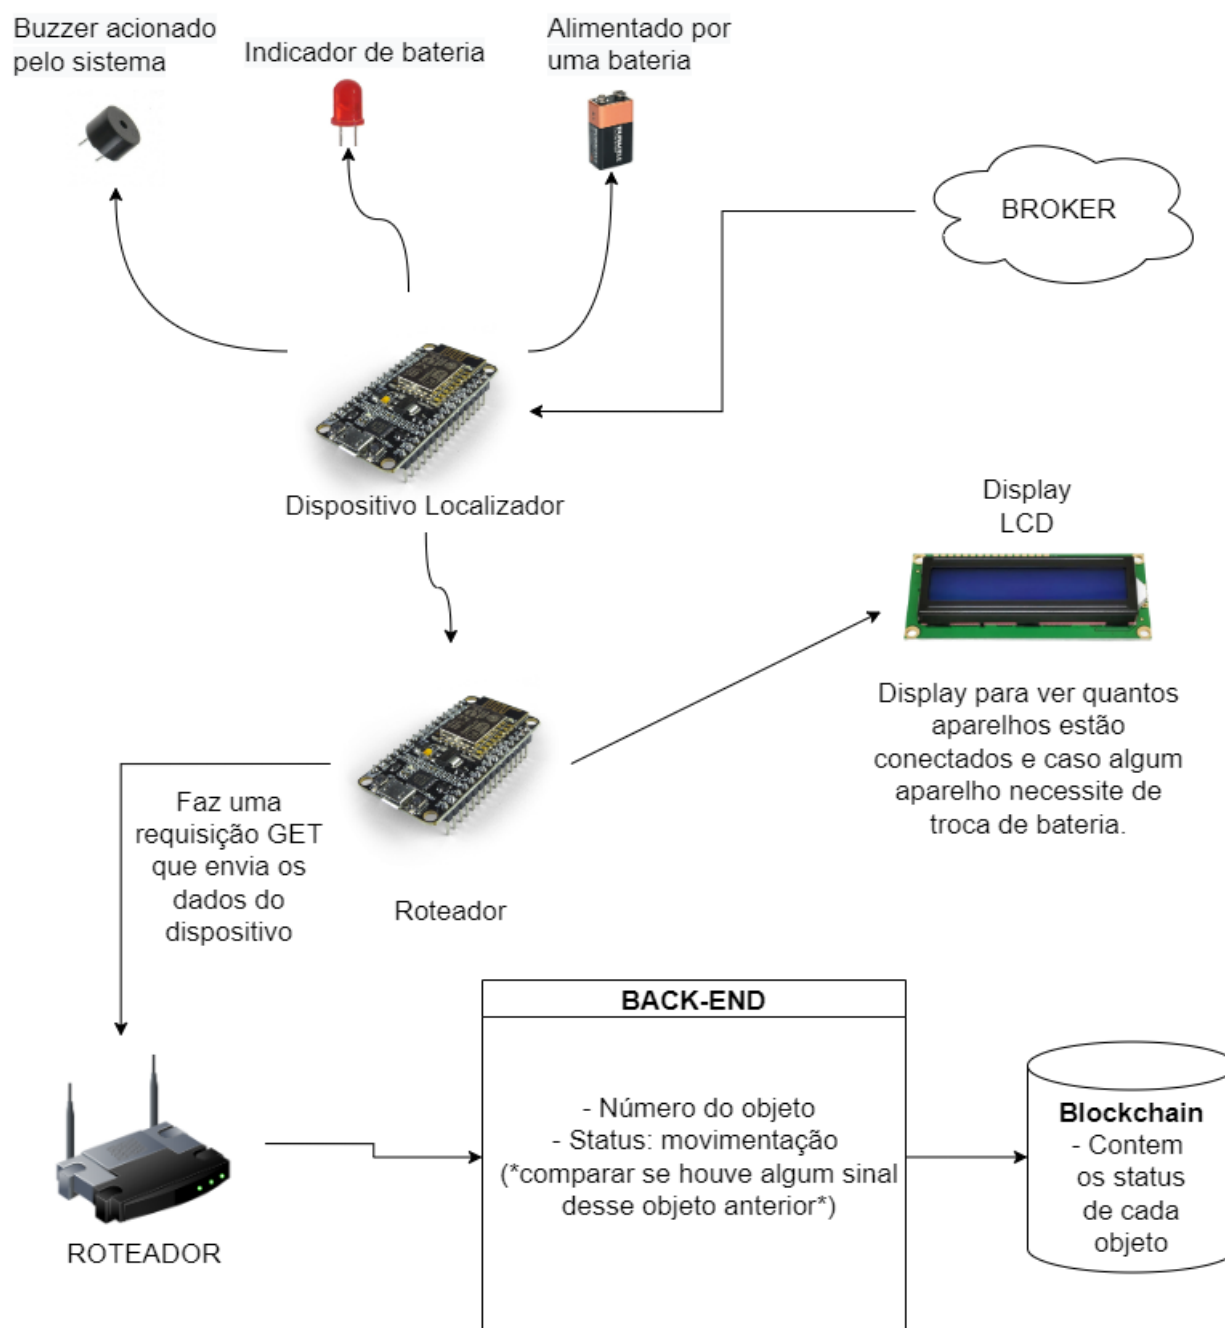 Buzzer acionado
pelo sistema
Indicador de bateria
Alimentado por
uma bateria
BROKER
Dispositivo Localizador
Display
LCD
Display para ver quantos
aparelhos estão
conectados e caso algum
aparelho necessite de
troca de bateria.
Faz uma
requisição GET
que envia os
dados do
dispositivo
Roteador
ROTEADOR
BACK-END
- Número do objeto
- Status: movimentação
(*comparar se houve algum sinal
desse objeto anterior*)
Blockchain
- Contem
os status
de cada
objeto